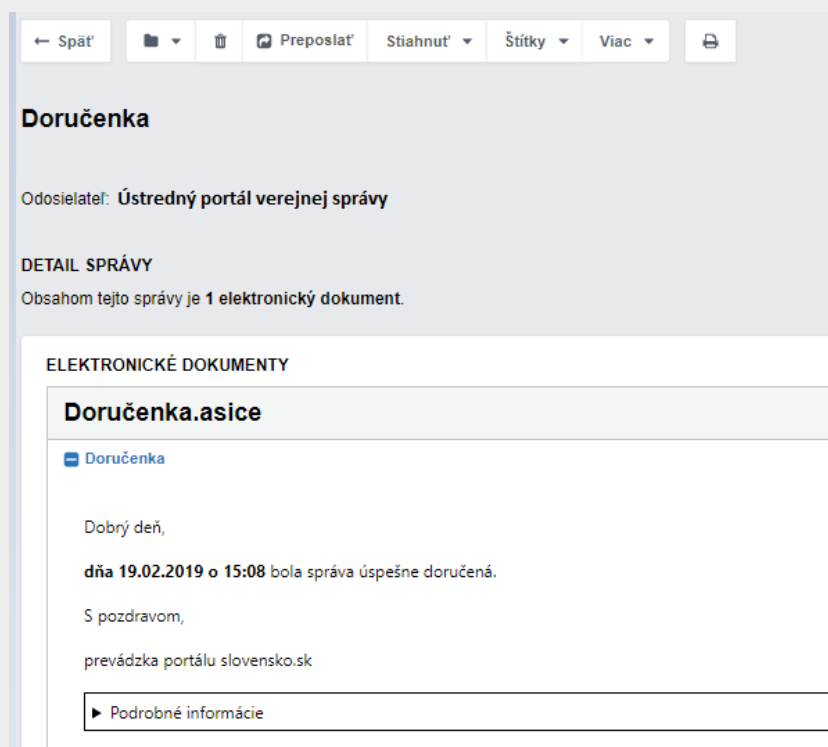 ← Späť Preposlať Stiahnuť Štítky Viac
Doručenka
Odosielateľ: Ústredný portál verejnej správy
DETAIL SPRÁVY
Obsahom tejto správy je 1 elektronický dokument.
ELEKTRONICKÉ DOKUMENTY
Doručenka.asice
Doručenka
Dobrý deň,
dňa 19.02.2019 o 15:08 bola správa úspešne doručená.
S pozdravom,
prevádzka portálu slovensko.sk
Podrobné informácie